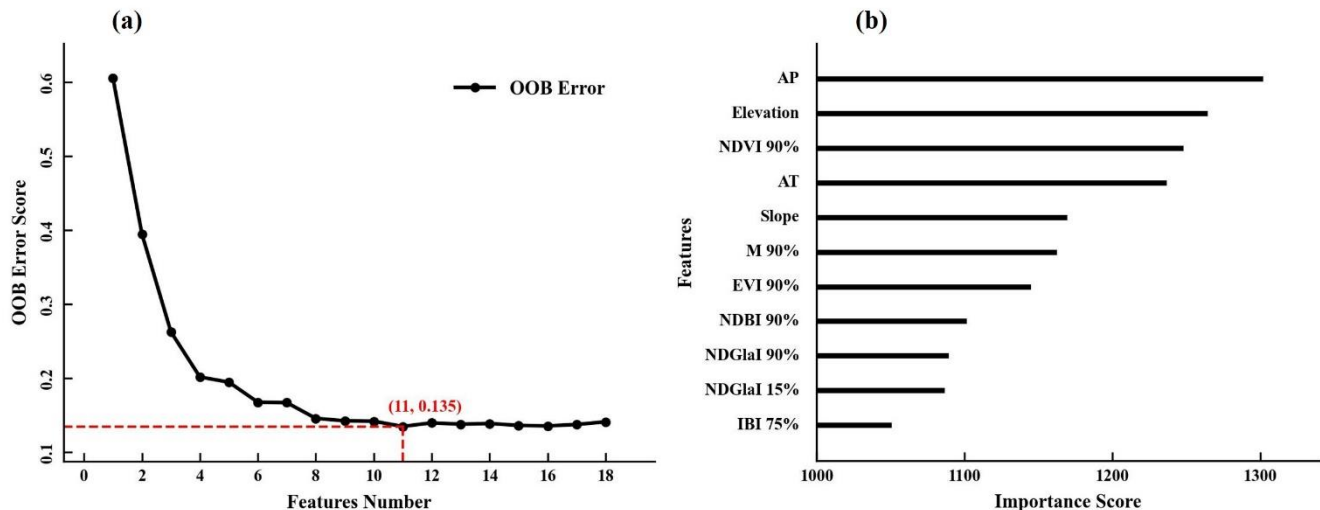 (a)
OOB Error
OOB Error Score
0.6
0.5
0.4
0.3
0.2
0.1
(11, 0.135)
0 2 4 6 8 10 12 14 16 18
Features Number
(b)
Features
AP
Elevation
NDVI 90%
AT
Slope
M 90%
EVI 90%
NDBI 90%
NDGlaI 90%
NDGlaI 15%
IBI 75%
1000 1100 1200 1300
Importance Score